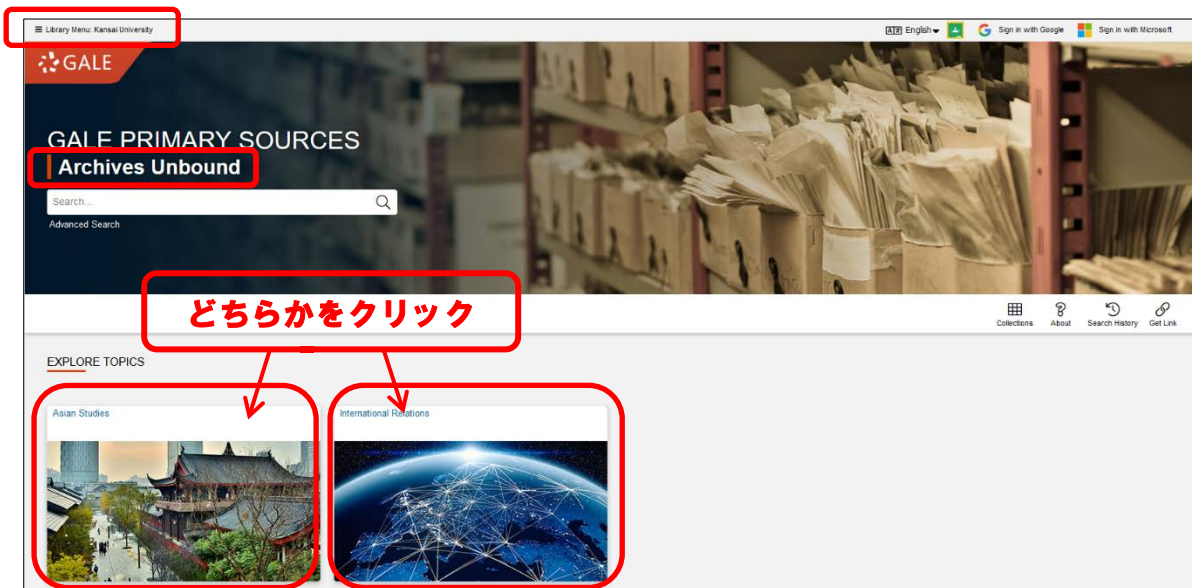 Library Menu: Kansai University
English
Sign in with Google
Sign in with Microsoft
GALE
GALE PRIMARY SOURCES
Archives Unbound
Search...
Advanced Search
どちらかをクリック
Collections
About
Search History
Get Link
EXPLORE TOPICS
Asian Studies
International Relations